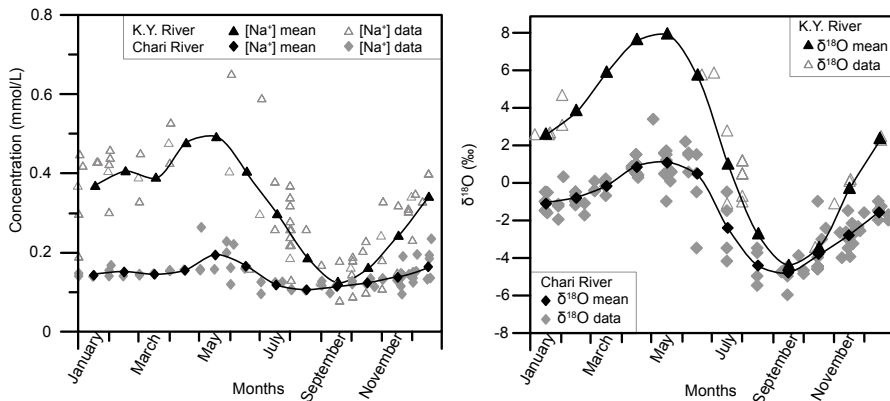 K.Y. River
[Na⁺] mean
[Na⁺] data
Chari River
[Na⁺] mean
[Na⁺] data
Concentration (mmol/L)
0.8
0.6
0.4
0.2
0
January
March
May
July
September
November
Months
K.Y. River
δ¹⁸O mean
δ¹⁸O data
δ¹⁸O (‰)
8
6
4
2
0
-2
-4
-6
-8
Chari River
δ¹⁸O mean
δ¹⁸O data
January
March
May
July
September
November
Months